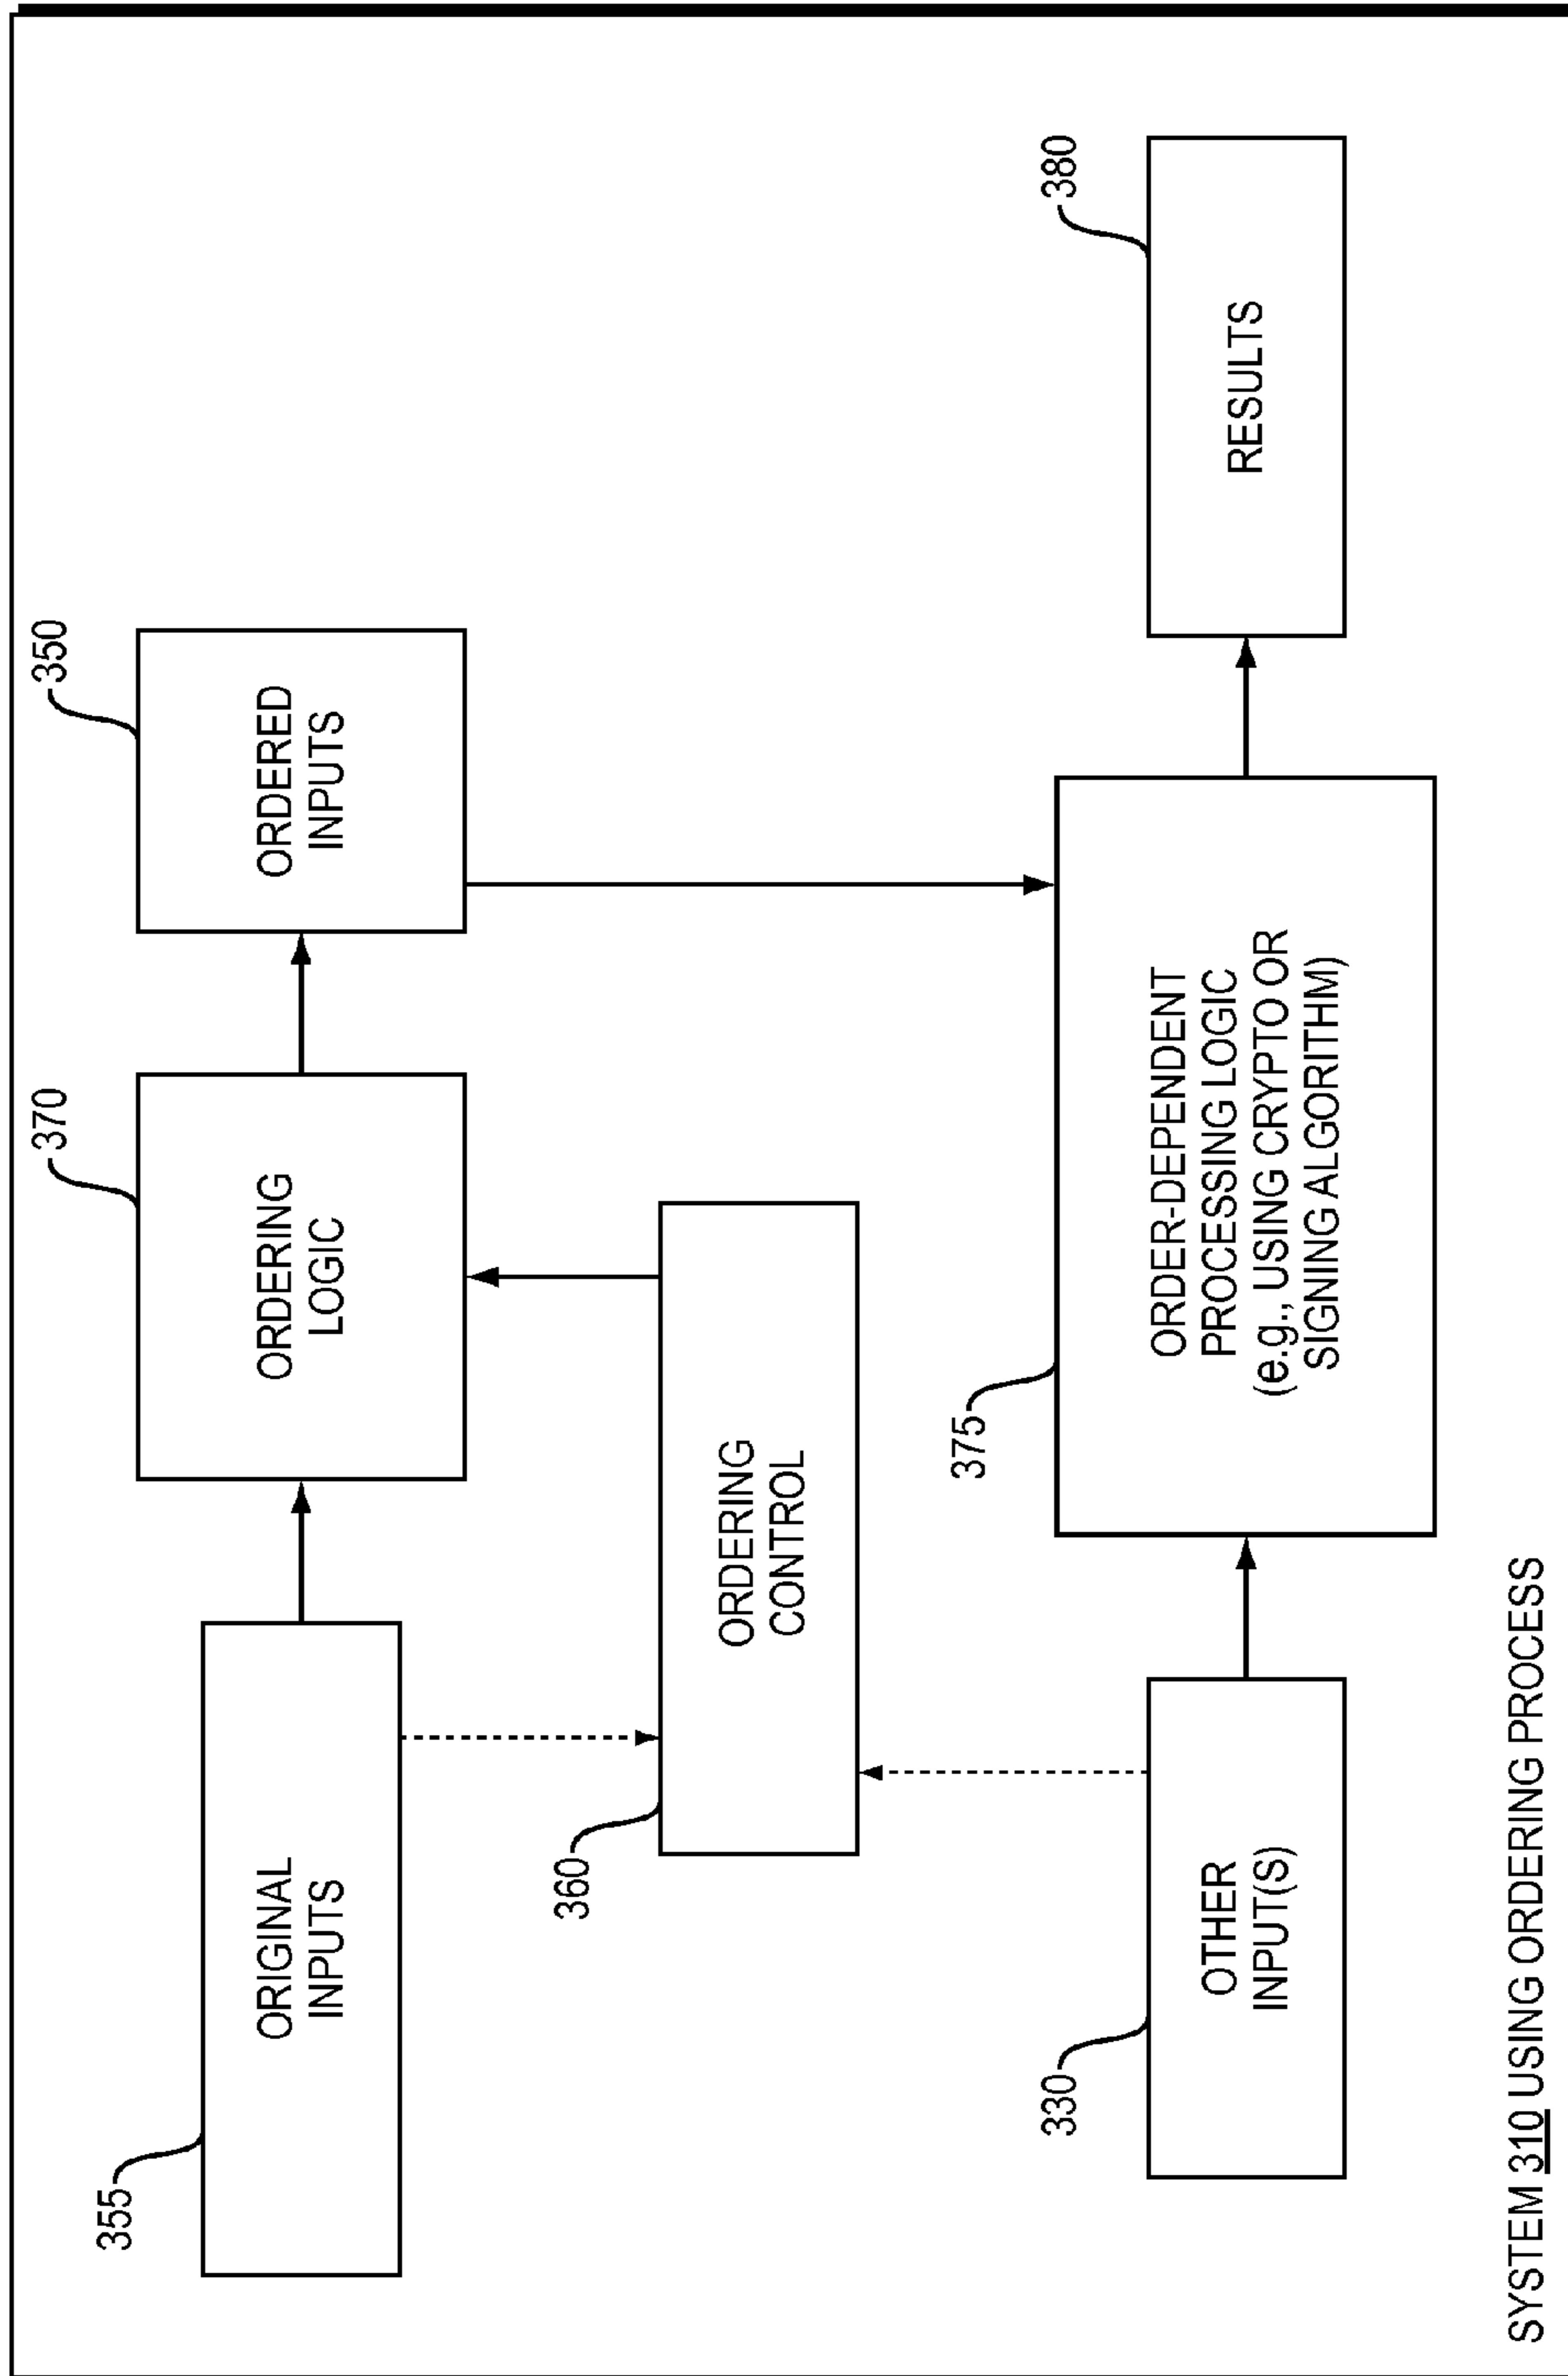 350
370
ORIGINAL
INPUTS
ORDERING
LOGIC
ORDERED
INPUTS
355
360
ORDERING
CONTROL
375
380
330
OTHER
INPUT(S)
ORDER-DEPENDENT
PROCESSING LOGIC
(e.g., USING CRYPTO OR
SIGNING ALGORITHM)
RESULTS
SYSTEM 310 USING ORDERING PROCESS